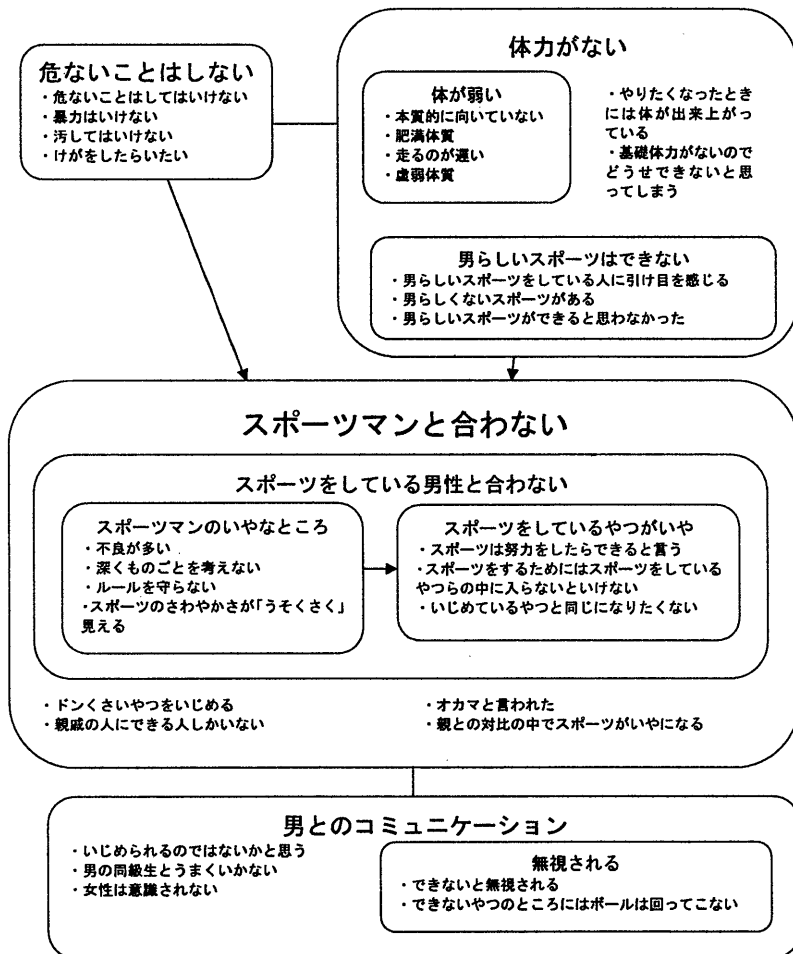 危ないことはしない
・危ないことはしてはいけない
・暴力はいけない
・汚してはいけない
・けがをしたらいたい
体力がない
体が弱い
・本質的に向いていない
・肥満体質
・走るのが遅い
・虚弱体質
・やりたくなったとき
には体が出来上がっ
ている
・基礎体力がないので
どうせできないと思
ってしまう
男らしいスポーツはできない
・男らしいスポーツをしている人に引け目を感じる
・男らしくないスポーツがある
・男らしいスポーツができると思わなかった
スポーツマンと合わない
スポーツをしている男性と合わない
スポーツマンのいやなところ
・不良が多い
・深くものごとを考えない
・ルールを守らない
・スポーツのさわやかさが「うそくさく」
見える
スポーツをしているやつがいや
・スポーツは努力をしたらできると言う
・スポーツをするためにはスポーツをしている
やつらの中に入らないといけない
・いじめているやつと同じになりたくない
・ドンくさいやつをいじめる
・親戚の人にできる人しかいない
・オカマと言われた
・親との対比の中でスポーツがいやになる
男とのコミュニケーション
・いじめられるのではないかと思う
・男の同級生とうまくいかない
・女性は意識されない
無視される
・できないと無視される
・できないやつのところにはボールは回ってこない